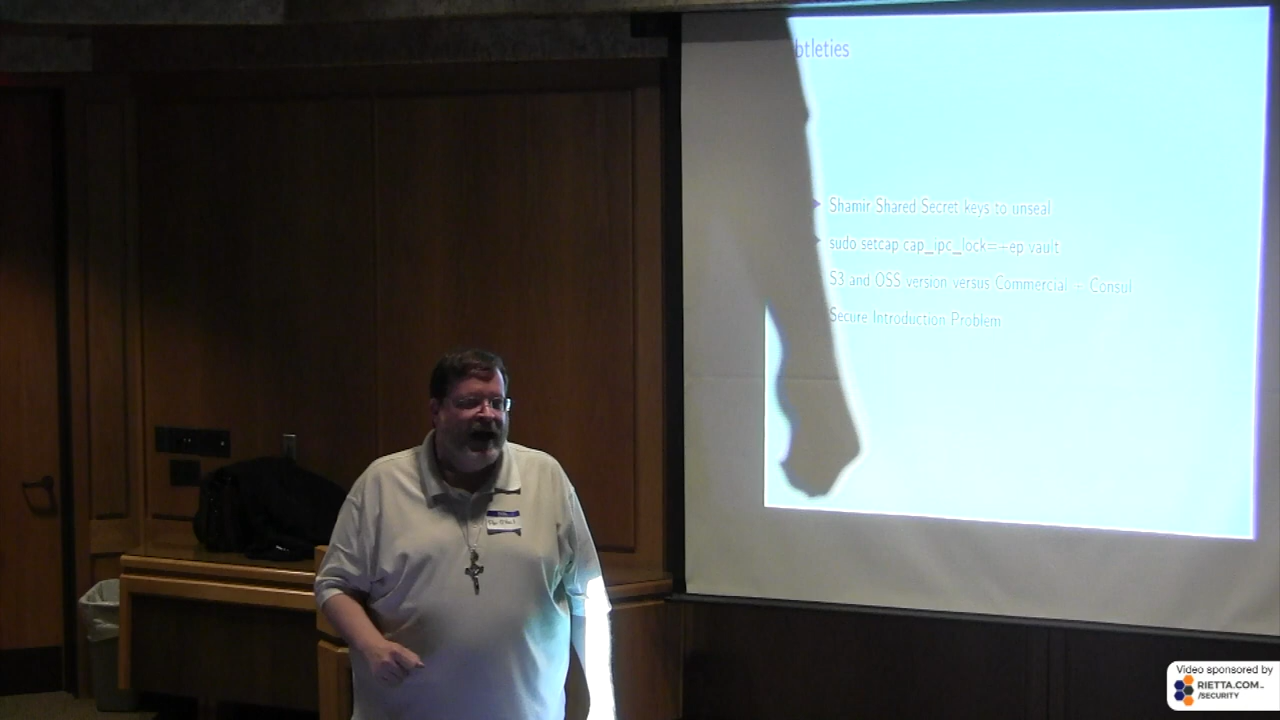 btleties
Shamir Shared Secret keys to unseal
sudo setcap cap_ipc_lock=+ep vault
S3 and OSS version versus Commercial + Consul
Secure Introduction Problem
Video sponsored by
RIETTA.COM
/SECURITY